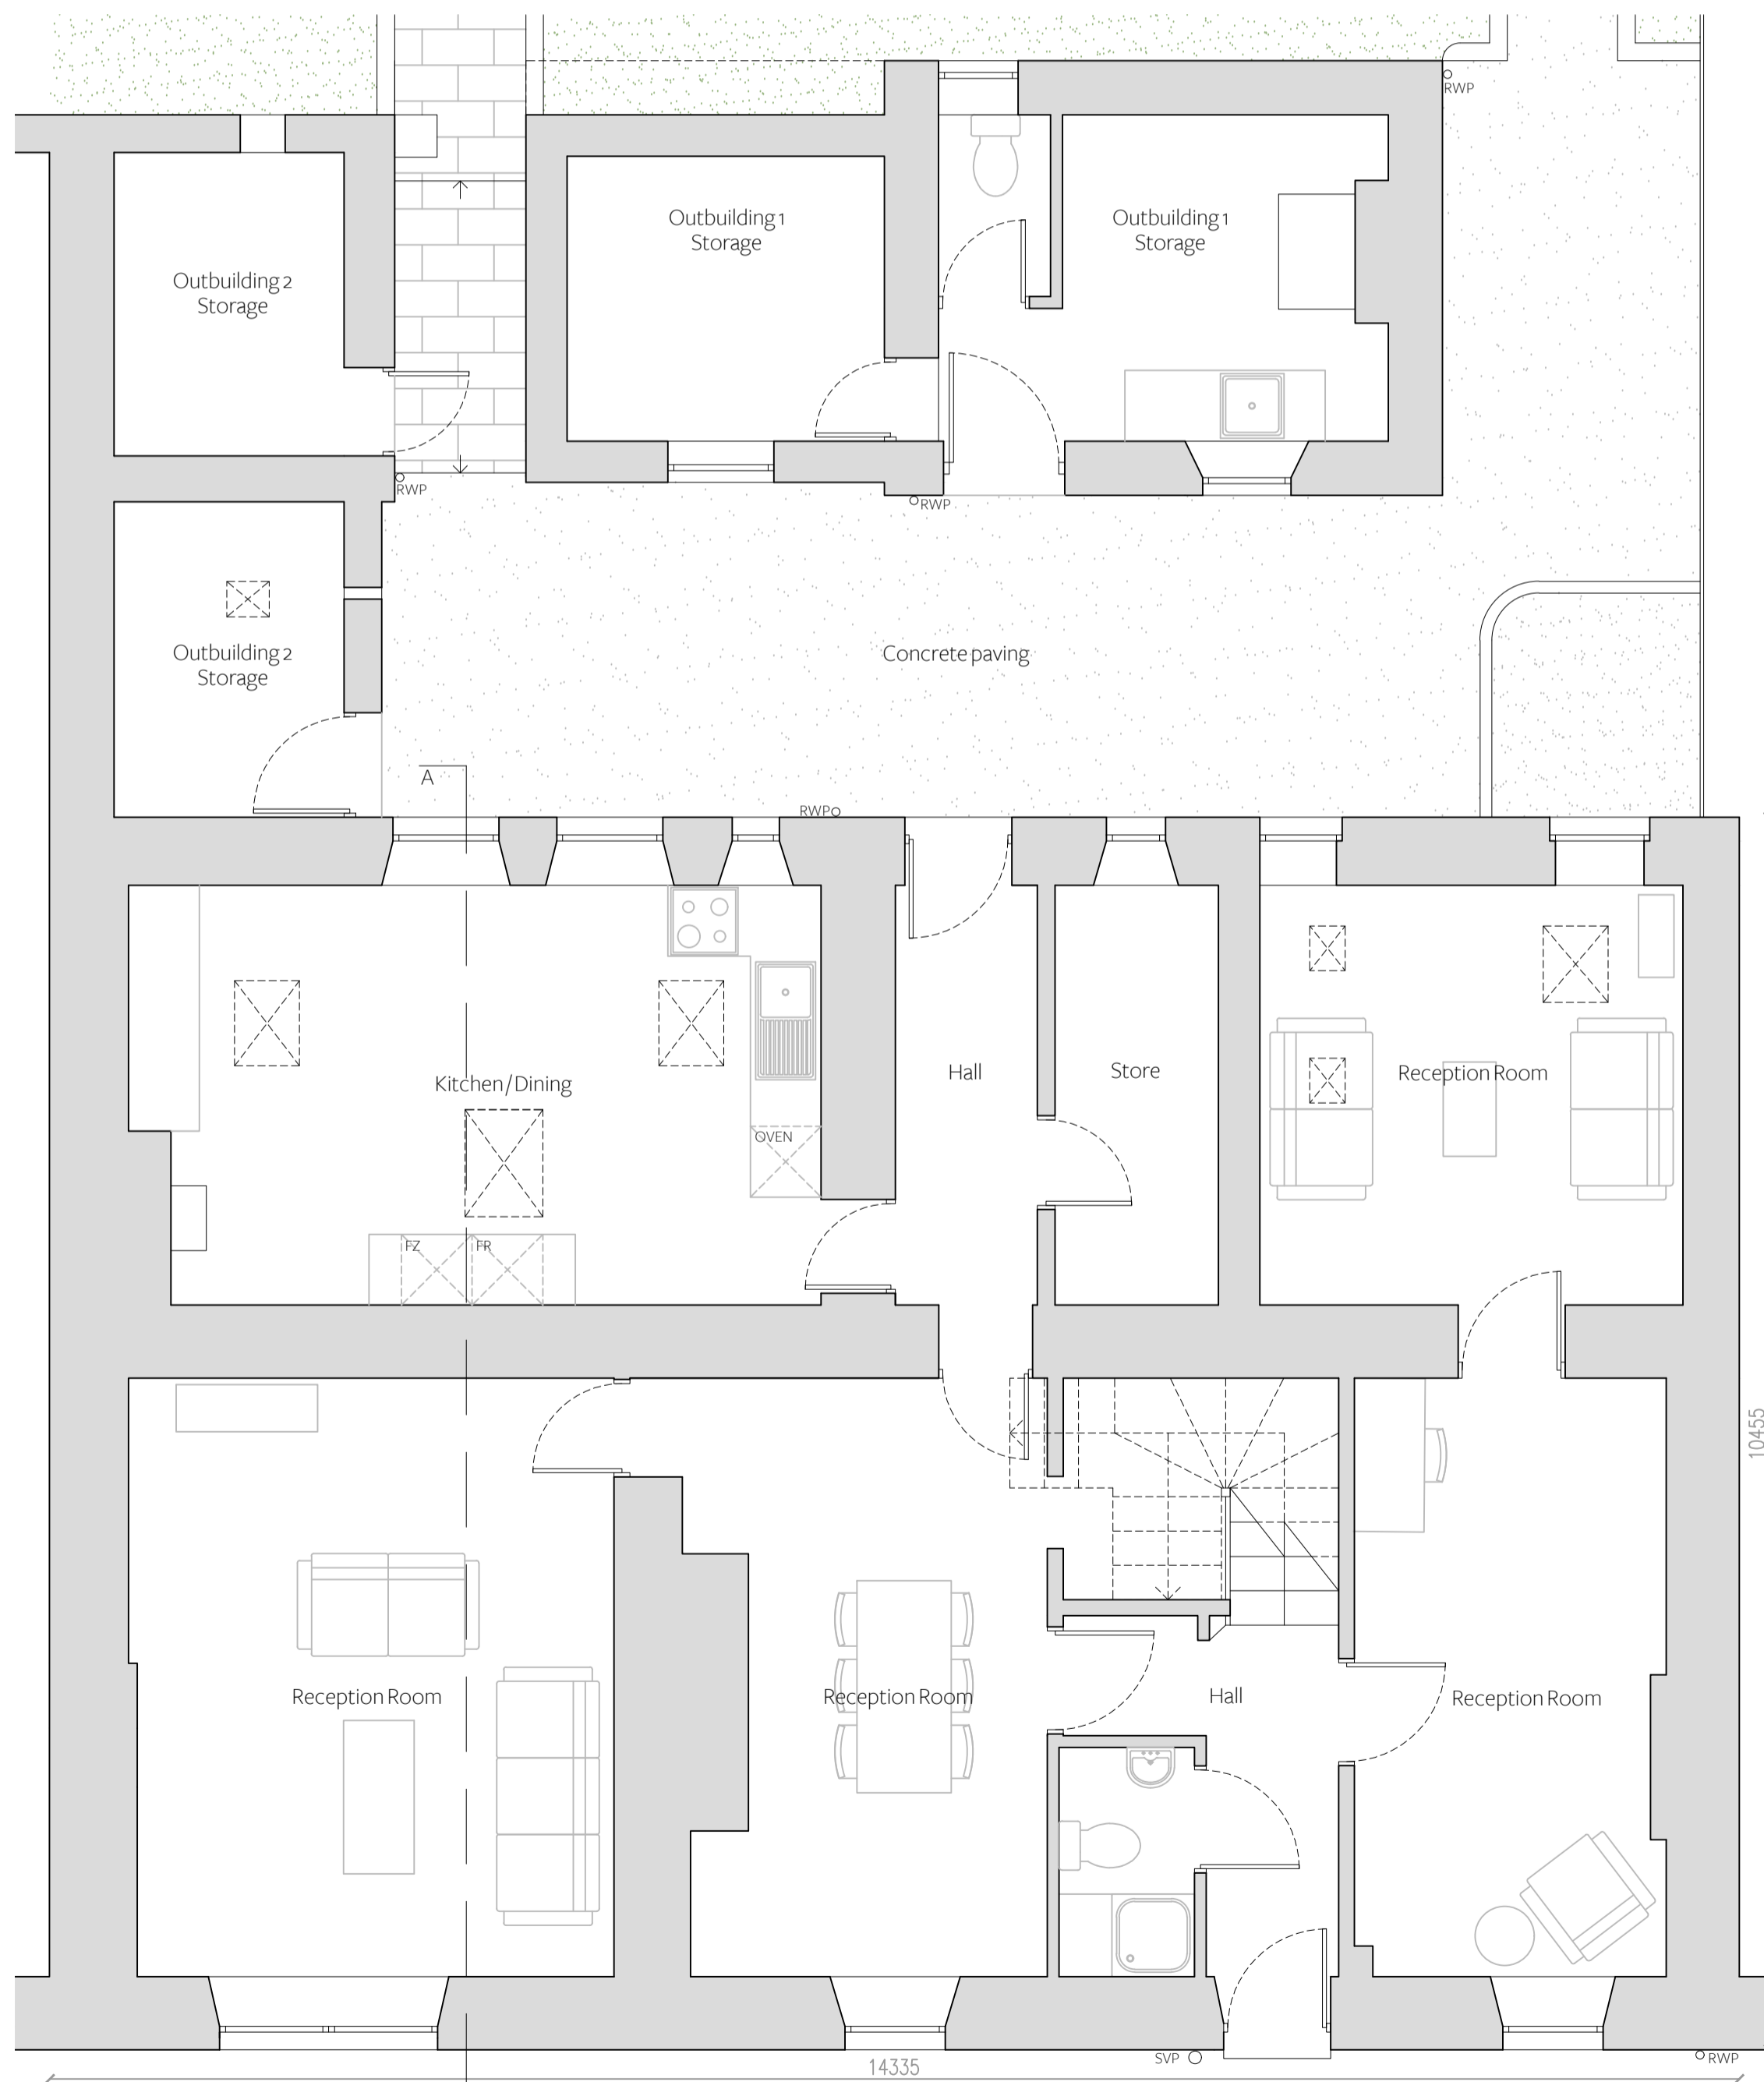 RWP
Outbuilding 1
Storage
Outbuilding 1
Storage
Outbuilding 2
Storage
RWP
RWP
Outbuilding 2
Storage
Concrete paving
A
RWP
Kitchen/Dining
Hall
Store
Reception Room
OVEN
FZ
FR
10455
Reception Room
Reception Room
Hall
Reception Room
SVP
RWP
14335